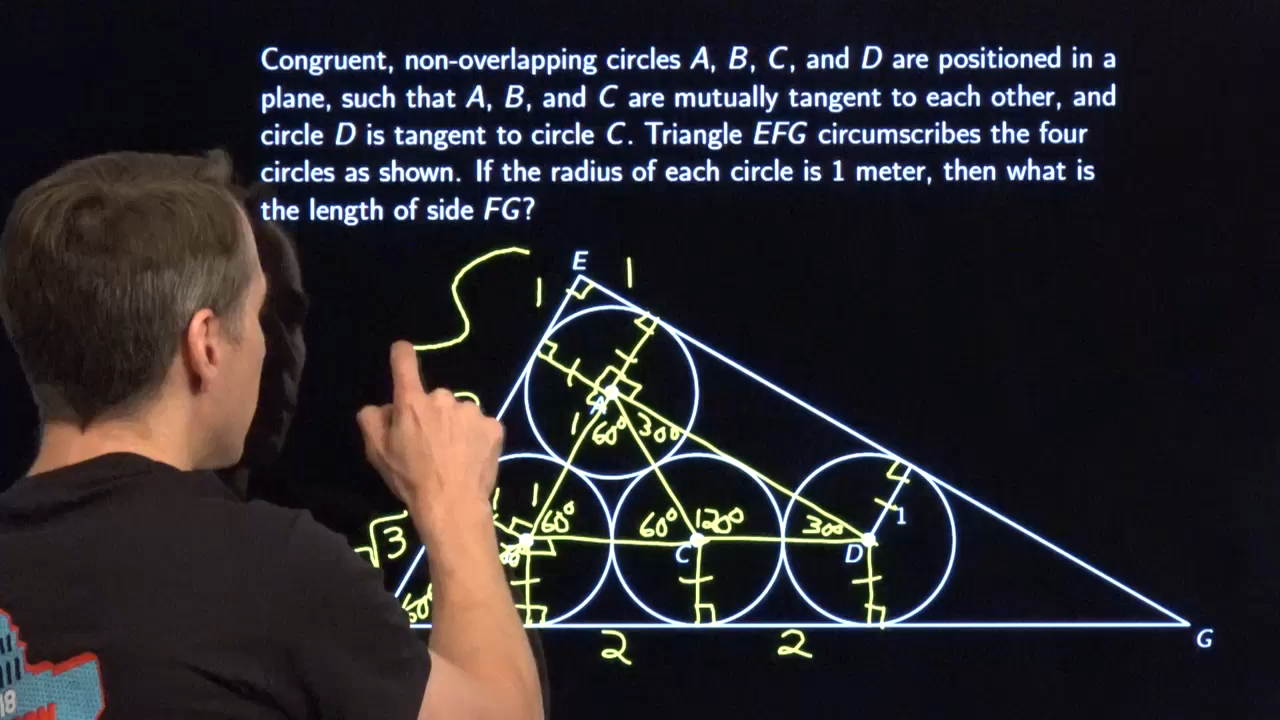 Congruent, non-overlapping circles A, B, C, and D are positioned in a
plane, such that A, B, and C are mutually tangent to each other, and
circle D is tangent to circle C. Triangle EFG circumscribes the four
circles as shown. If the radius of each circle is 1 meter, then what is
the length of side FG?
E
1
1
A
1
60° 30°
1
1
60°
60°
120°
30°
1
√3
C
D
60°
2
2
G
18